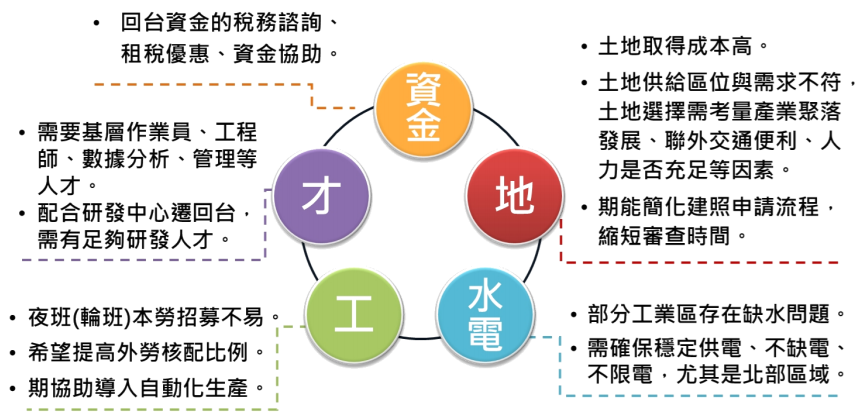 • 回台資金的稅務諮詢、
租稅優惠、資金協助。
資
金
• 土地取得成本高。
• 土地供給區位與需求不符，
土地選擇需考量產業聚落
發展、聯外交通便利、人
力是否充足等因素。
• 期能簡化建照申請流程，
縮短審查時間。
地
• 需要基層作業員、工程
師、數據分析、管理等
人才。
• 配合研發中心遷回台，
需有足夠研發人才。
才
• 夜班(輪班)本勞招募不易。
• 希望提高外勞核配比例。
• 期協助導入自動化生產。
工
水
電
• 部分工業區存在缺水問題。
• 需確保穩定供電、不缺電、
不限電，尤其是北部區域。